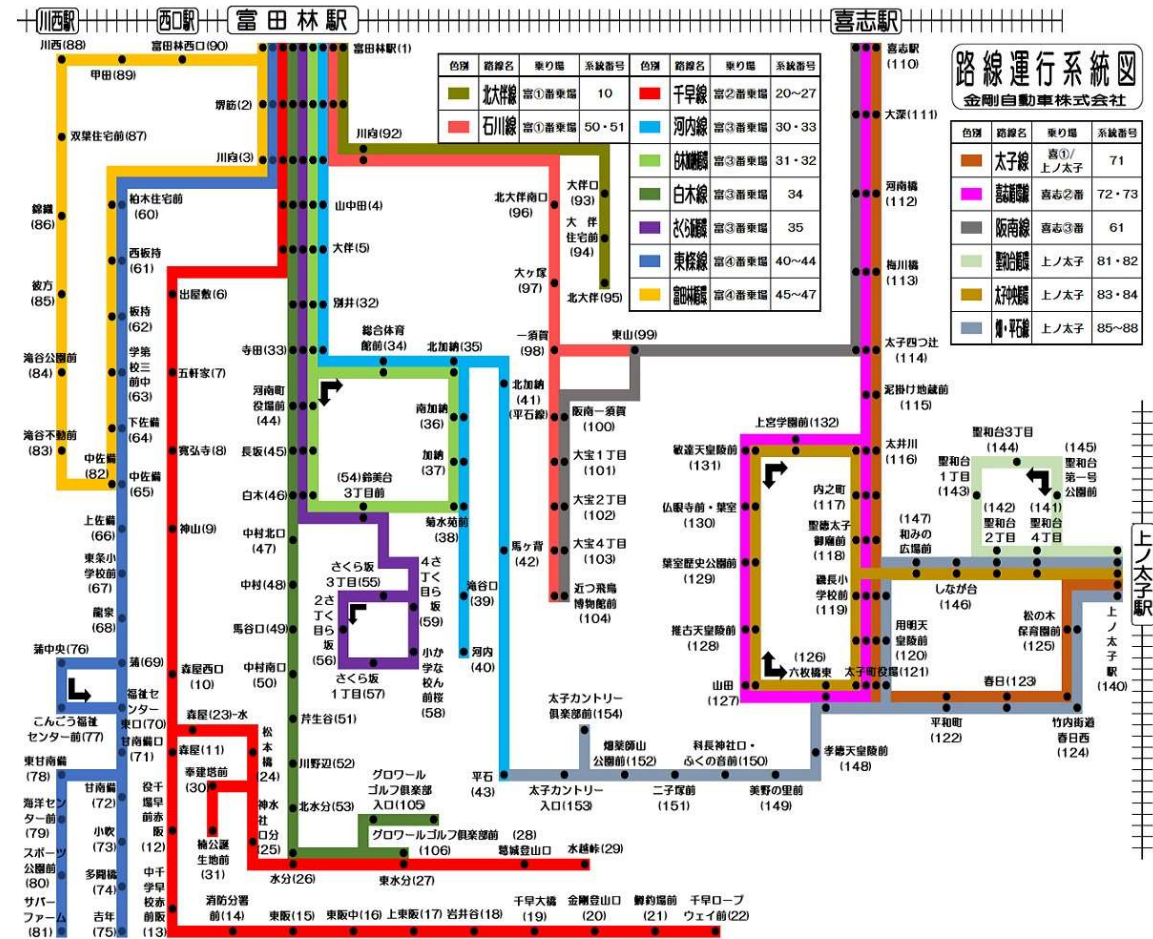 川西駅
西口駅
富田林駅
喜志駅
路線運行系統図
金剛自動車株式会社
色別 路線名 乗り場 系統番号
北大伴線 富①番乗場 10
石川線 富①番乗場 50・51
色別 路線名 乗り場 系統番号
千早線 富②番乗場 20~27
河内線 富③番乗場 30・33
富③番乗場 31・32
白木線 富③番乗場 34
富③番乗場 35
東條線 富④番乗場 40~44
富④番乗場 45~47
色別 路線名 乗り場 系統番号
太子線 喜①/
上ノ太子 71
喜志②番 72・73
阪南線 喜志③番 61
上ノ太子 81・82
上ノ太子 83・84
畑・平石線 上ノ太子 85~88
川西(88)
甲田(89)
富田林西口(90)
双葉住宅前(87)
錦織
(86)
彼方
(85)
滝谷公園前
(84)
滝谷不動前
(83)
中佐備
(82)
富田林駅(1)
堺筋(2)
川向(3)
山中田(4)
大伴(5)
出屋敷(6)
五軒家(7)
寛弘寺(8)
神山(9)
森屋西口
(10)
森屋(11)
役千
場早
前赤
阪
(12)
中千
学早
校赤
前阪
(13)
消防分署
前(14)
東阪(15)
東阪中(16)
上東阪(17)
岩井谷(18)
千早大橋
(19)
金剛登山口
(20)
鱒釣場前
(21)
千早ロープ
ウェイ前(22)
森屋(23)-水
松
本
橋
(24)
神水
社
口分
(25)
水分(26)
東水分(27)
(28)
葛城登山口
水越峠(29)
奉建塔前
(30)
楠公誕
生地前
(31)
別井(32)
寺田(33)
総合体育
館前(34)
北加納(35)
南加納
(36)
加納
(37)
菊水苑前
(38)
滝谷口
(39)
河内
(40)
北加納
(41)
(平石線)
馬ヶ背
(42)
平石
(43)
河南町
役場前
(44)
長坂(45)
白木(46)
中村北口
(47)
中村(48)
馬谷口(49)
中村南口
(50)
芹生谷(51)
川野辺(52)
北水分(53)
(54)鈴美台
3丁目前
さくら坂
3丁目(55)
2さ
丁く
目ら
坂
(56)
さくら坂
1丁目(57)
小か
学な
校ん
前桜
(58)
4さ
丁く
目ら
坂
(59)
柏木住宅前
(60)
西板持
(61)
板持
(62)
学第
校三
前中
(63)
下佐備
(64)
中佐備
(65)
上佐備
(66)
東条小
学校前
(67)
龍泉
(68)
蒲(69)
福祉セ
ンター
東口(70)
甘南備口
(71)
甘南備
(72)
小吹
(73)
多聞橋
(74)
吉年
(75)
蒲中央(76)
こんごう福祉
センター前(77)
東甘南備
(78)
海洋セン
ター前
(79)
スポーツ
公園前
(80)
サバー
ファーム
(81)
川向(92)
大伴口
(93)
大 伴
住宅前
(94)
北大伴(95)
北大伴南口
(96)
大ヶ塚
(97)
一須賀
(98)
東山(99)
阪南一須賀
(100)
大宝1丁目
(101)
大宝2丁目
(102)
大宝4丁目
(103)
近つ飛鳥
博物館前
(104)
グロワール
ゴルフ倶楽部
入口(105)
グロワールゴルフ倶楽部前
(106)
喜志駅
(110)
大深(111)
河南橋
(112)
梅川橋
(113)
太子四つ辻
(114)
泥掛け地蔵前
(115)
太井川
(116)
内之町
(117)
聖徳太子
御廟前
(118)
磯長小
学校前
(119)
用明天
皇陵前
(120)
太子町役場(121)
平和町
(122)
春日(123)
竹内街道
春日西
(124)
松の木
保育園前
(125)
(126)
六枚橋東
山田
(127)
推古天皇陵前
(128)
葉室歴史公園前
(129)
仏眼寺前・葉室
(130)
敏達天皇陵前
(131)
上宮学園前(132)
上ノ太子駅
(140)
(141)
聖和台
4丁目
(142)
聖和台
2丁目
聖和台
1丁目
(143)
聖和台3丁目
(144)
(145)
聖和台
第一号
公園前
しなが台
(146)
(147)
和みの
広場前
孝徳天皇陵前
(148)
美野の里前
(149)
科長神社口・
ふくの音前(150)
二子塚前
(151)
畑薬師山
公園前(152)
太子カントリー
入口(153)
太子カントリー
俱楽部前(154)
上ノ太子駅